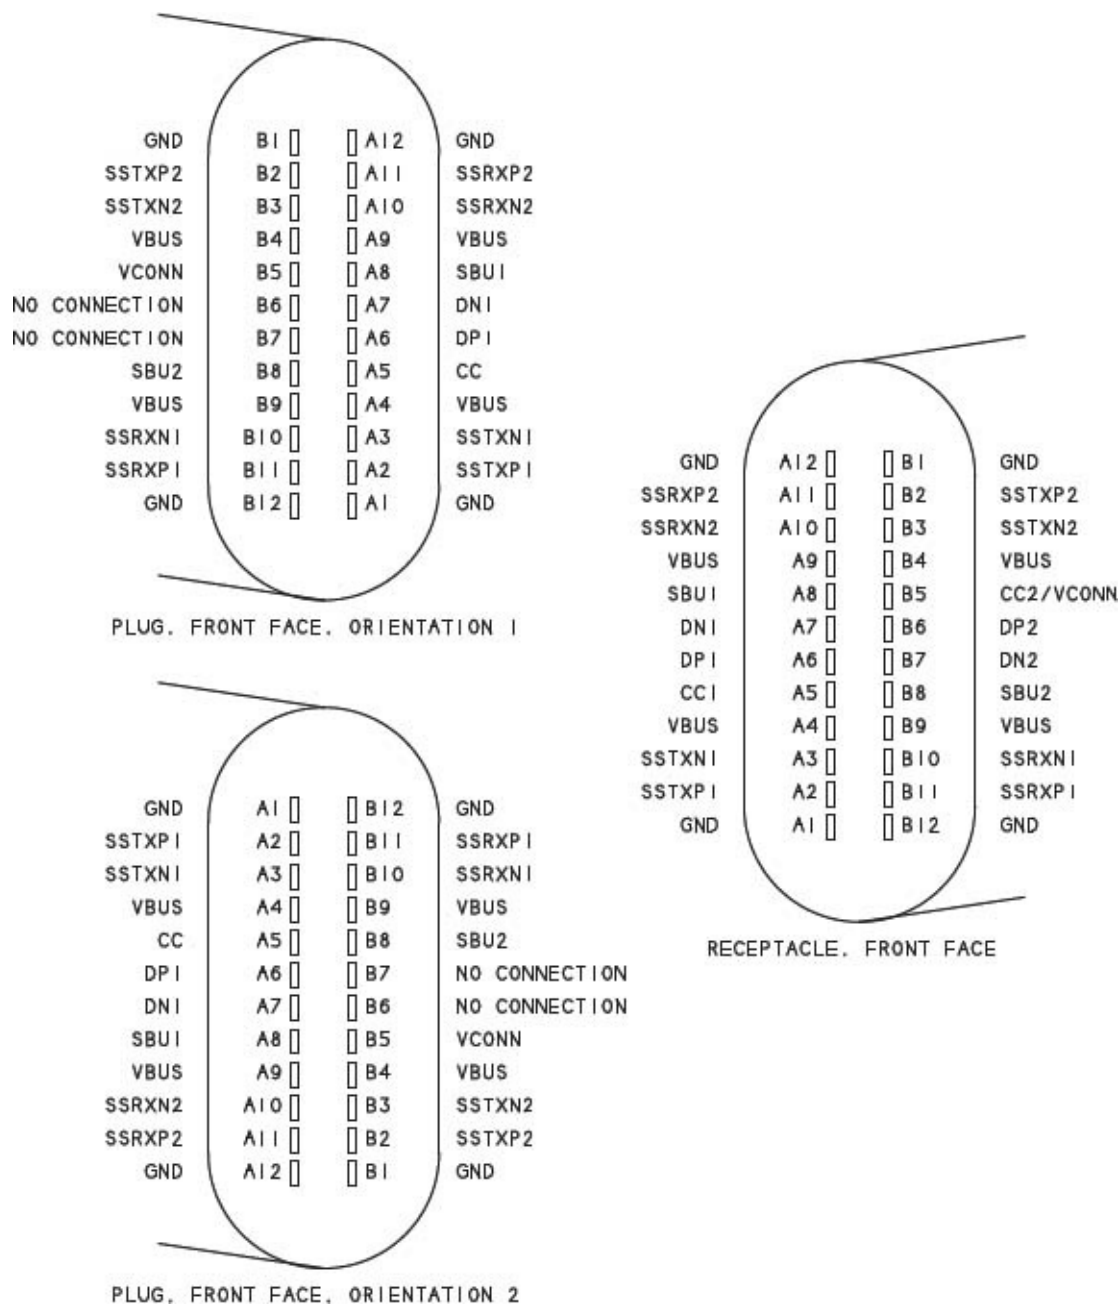 GND B1 A12 GND
SSTXP2 B2 A11 SSRXP2
SSTXN2 B3 A10 SSRXN2
VBUS B4 A9 VBUS
VCONN B5 A8 SBU1
NO CONNECTION B6 A7 DN1
NO CONNECTION B7 A6 DP1
SBU2 B8 A5 CC
VBUS B9 A4 VBUS
SSRXN1 B10 A3 SSTXN1
SSRXP1 B11 A2 SSTXP1
GND B12 A1 GND
PLUG, FRONT FACE, ORIENTATION 1
GND A12 B1 GND
SSRXP2 A11 B2 SSTXP2
SSRXN2 A10 B3 SSTXN2
VBUS A9 B4 VBUS
SBU1 A8 B5 CC2/VCONN
DN1 A7 B6 DP2
DP1 A6 B7 DN2
CC1 A5 B8 SBU2
VBUS A4 B9 VBUS
SSTXN1 A3 B10 SSRXN1
SSTXP1 A2 B11 SSRXP1
GND A1 B12 GND
RECEPTACLE, FRONT FACE
GND A1 B12 GND
SSTXP1 A2 B11 SSRXP1
SSTXN1 A3 B10 SSRXN1
VBUS A4 B9 VBUS
CC A5 B8 SBU2
DP1 A6 B7 NO CONNECTION
DN1 A7 B6 NO CONNECTION
SBU1 A8 B5 VCONN
VBUS A9 B4 VBUS
SSRXN2 A10 B3 SSTXN2
SSRXP2 A11 B2 SSTXP2
GND A12 B1 GND
PLUG, FRONT FACE, ORIENTATION 2